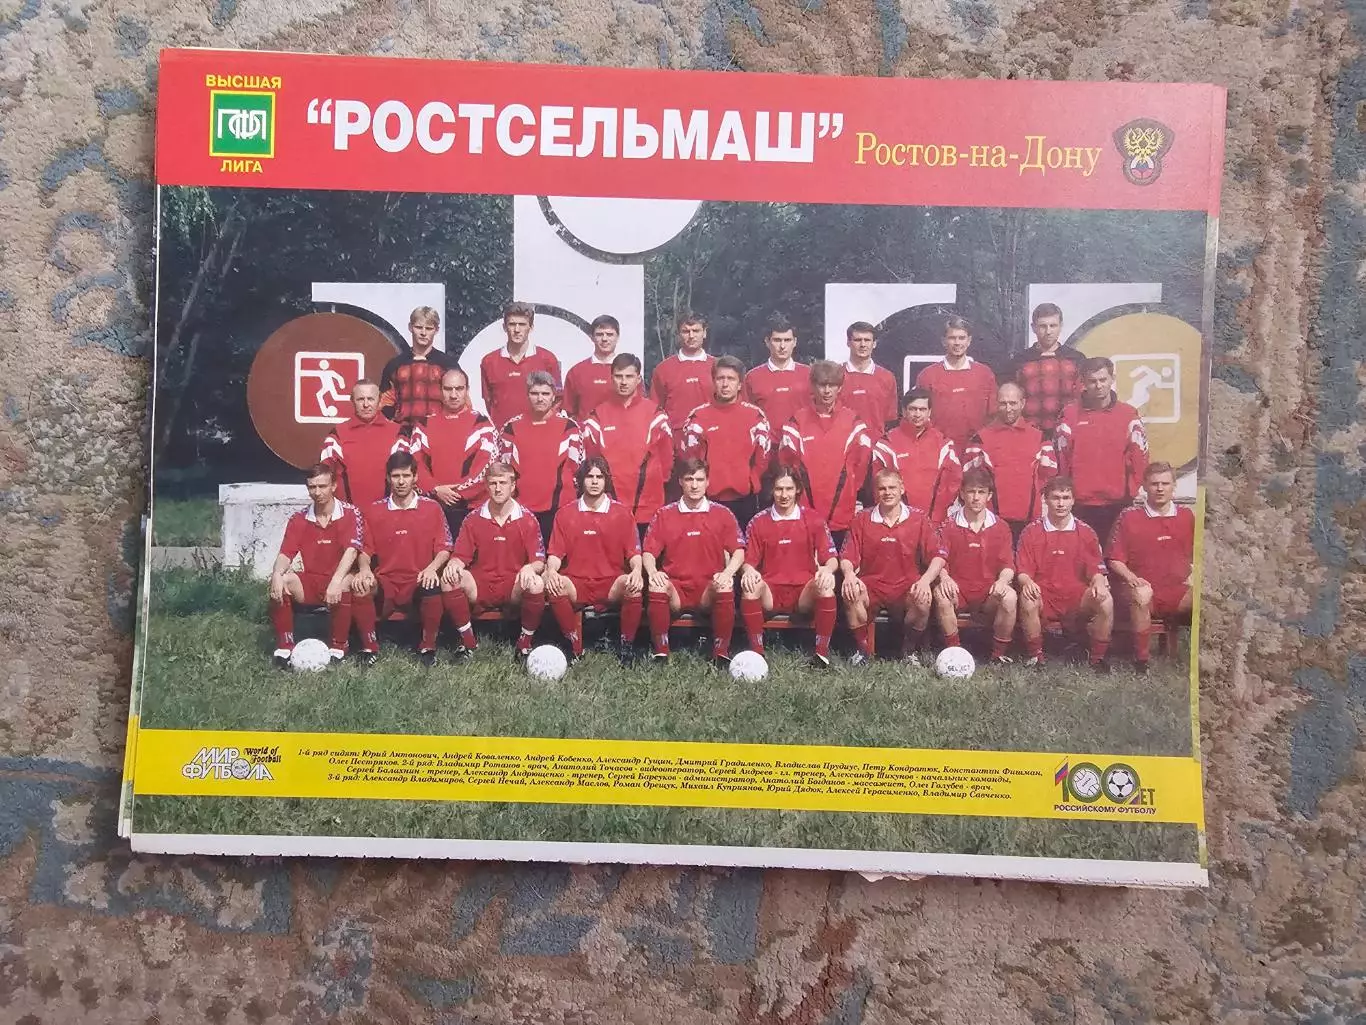 ВЫСШАЯ
ПФЛ
ЛИГА
“РОСТСЕЛЬМАШ”
Ростов-на-Дону
МИР
ФУТБОЛА
World of
Football
1-й ряд сидят: Юрий Антонович, Андрей Коваленко, Андрей Кобенко, Александр Гущин, Дмитрий Градиленко, Владислав Прудиус, Петр Кондратюк, Константин Фишман,
Олег Пестряков. 2-й ряд: Владимир Ротанов - врач, Анатолий Точасов - видеооператор, Сергей Андреев - гл. тренер, Александр Шикунов - начальник команды,
Сергей Балахнин - тренер, Александр Андрющенко - тренер, Сергей Барсуков - администратор, Анатолий Богданов - массажист, Олег Голубев - врач.
3-й ряд: Александр Владимиров, Сергей Нечай, Александр Маслов, Роман Орещук, Михаил Куприянов, Юрий Дядюк, Алексей Герасименко, Владимир Савченко.
100 ЛЕТ
РОССИЙСКОМУ ФУТБОЛУ
SELECT